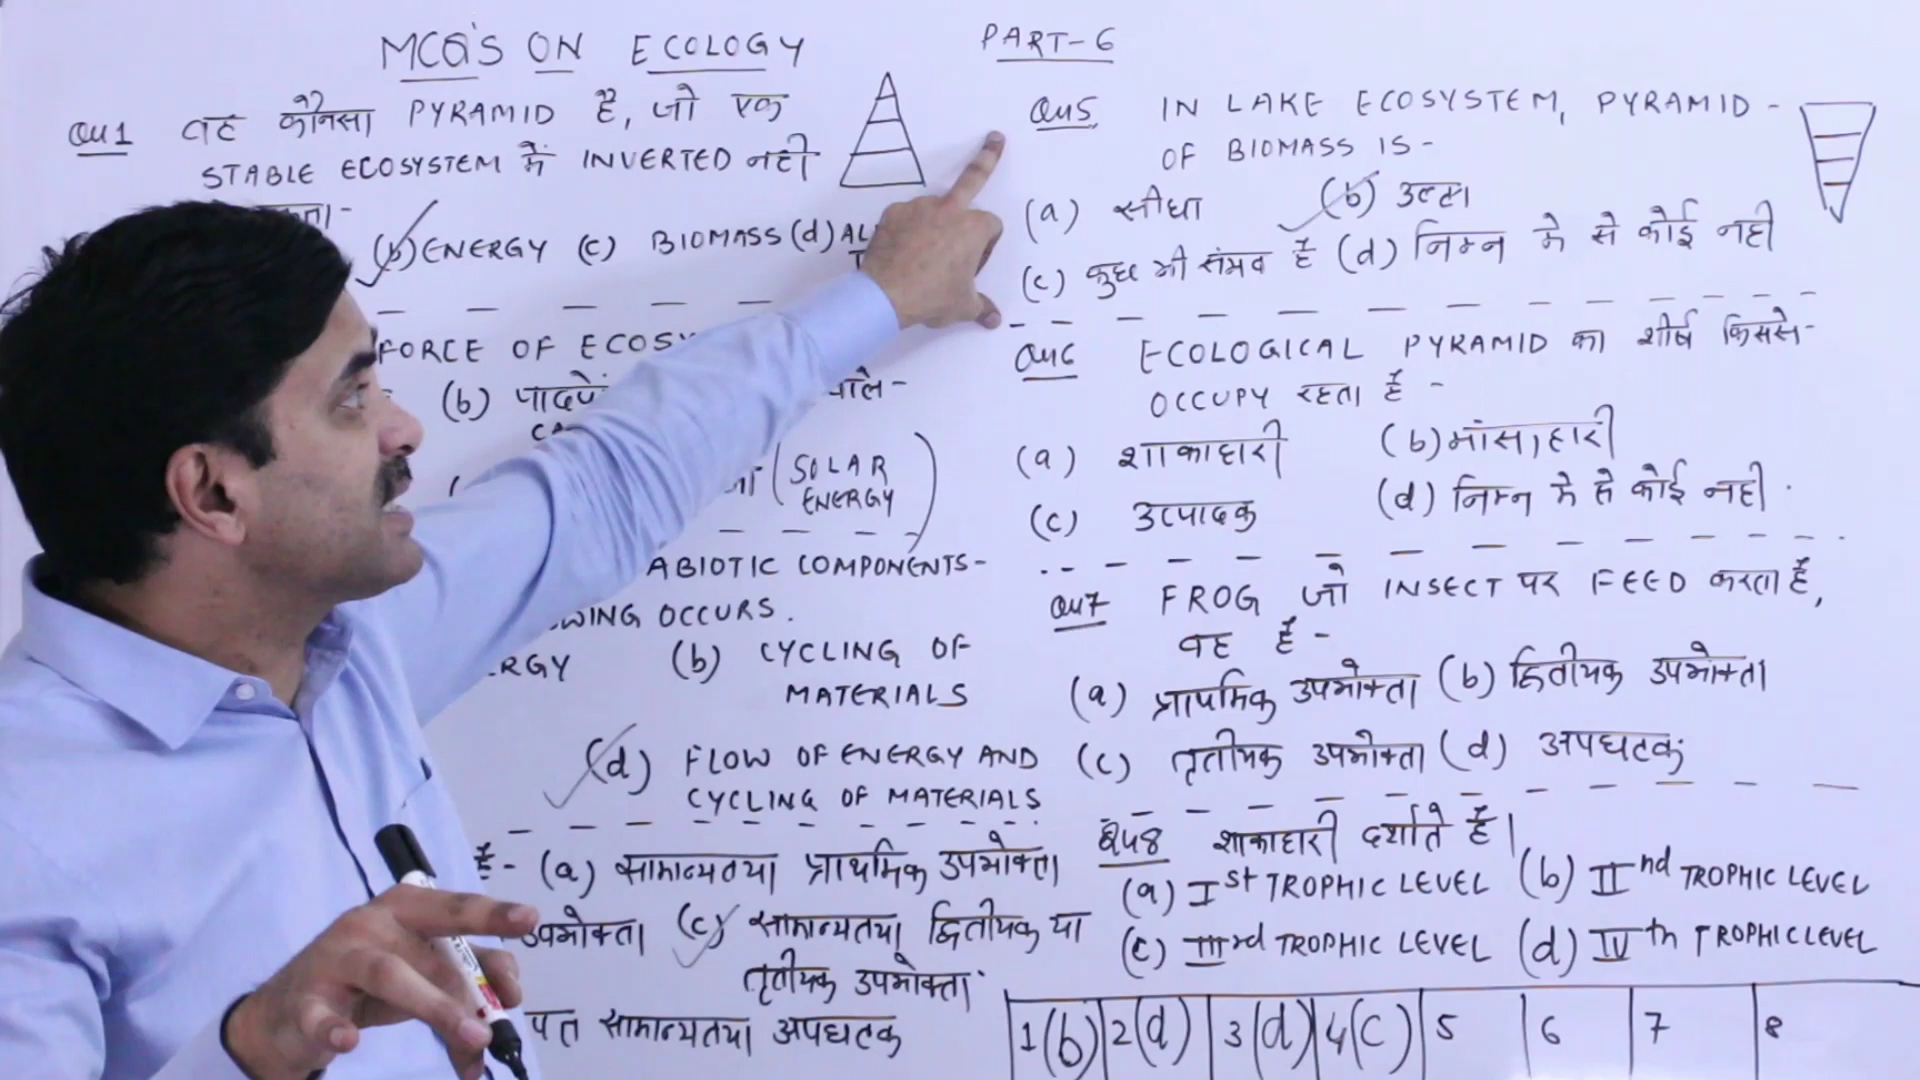 MCQ'S ON ECOLOGY
PART-6
Qu1 वह कौनसा PYRAMID है, जो एक
STABLE ECOSYSTEM में INVERTED नही
(b) ENERGY (c) BIOMASS (d)
FORCE OF
(b)
(SOLAR
ENERGY)
ABIOTIC COMPONENTS-
OCCURS.
(b) CYCLING OF
MATERIALS
(d) FLOW OF ENERGY AND
CYCLING OF MATERIALS
है- (a) सामान्यतया प्राथमिक उपभोक्ता
उपभोक्ता (c) सामान्यतया द्वितीयक या
तृतीयक उपभोक्ता
सामान्यतया अपघटक
Qu5 IN LAKE ECOSYSTEM, PYRAMID-
OF BIOMASS IS-
(a) सीधा (b) उल्टा
(c) कुछ भी संभव है (d) निम्न मे से कोई नही
Qu6 ECOLOGICAL PYRAMID का शीर्ष किससे-
OCCUPY रहता है -
(a) शाकाहारी (b) मांसाहारी
(c) उत्पादक (d) निम्न मे से कोई नही
Qu7 FROG जो INSECT पर FEED करता है,
वह है -
(a) प्राथमिक उपभोक्ता (b) द्वितीयक उपभोक्ता
(c) तृतीयक उपभोक्ता (d) अपघटक
Qu8 शाकाहारी दर्शाते है।
(a) Ist TROPHIC LEVEL (b) IInd TROPHIC LEVEL
(c) IIIrd TROPHIC LEVEL (d) IVth TROPHIC LEVEL
1(b) 2(d) 3(d) 4(c) 5 6 7 8